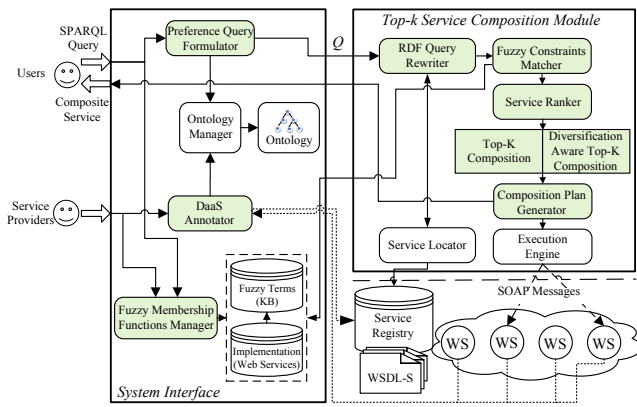 SPARQL
Query
Users
Composite
Service
Service
Providers
Preference Query
Formulator
Ontology
Manager
Ontology
DaaS
Annotator
Fuzzy Membership
Functions Manager
Fuzzy Terms
(KB)
Implementation
(Web Services)
System Interface
Q
Top-k Service Composition Module
RDF Query
Rewriter
Fuzzy Constraints
Matcher
Service Ranker
Top-K
Composition
Diversification
Aware Top-K
Composition
Composition Plan
Generator
Service Locator
Execution
Engine
SOAP Messages
Service
Registry
WSDL-S
WS
WS
WS
WS